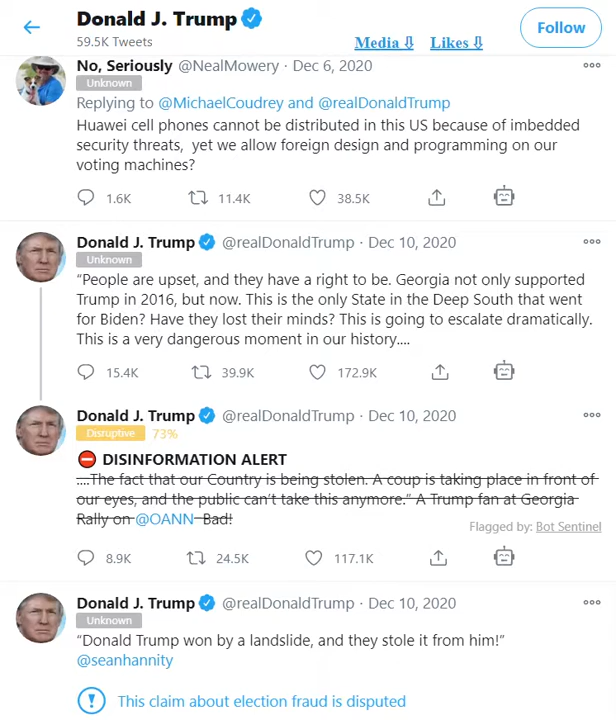 Donald J. Trump
59.5K Tweets
Media ⇩ Likes ⇩
Follow
No, Seriously @NealMowery · Dec 6, 2020
Unknown
Replying to @MichaelCoudrey and @realDonaldTrump
Huawei cell phones cannot be distributed in this US because of imbedded
security threats, yet we allow foreign design and programming on our
voting machines?
1.6K 11.4K 38.5K
Donald J. Trump @realDonaldTrump · Dec 10, 2020
Unknown
“People are upset, and they have a right to be. Georgia not only supported
Trump in 2016, but now. This is the only State in the Deep South that went
for Biden? Have they lost their minds? This is going to escalate dramatically.
This is a very dangerous moment in our history....
15.4K 39.9K 172.9K
Donald J. Trump @realDonaldTrump · Dec 10, 2020
Disruptive 73%
⛔ DISINFORMATION ALERT
....The fact that our Country is being stolen. A coup is taking place in front of
our eyes, and the public can’t take this anymore.” A Trump fan at Georgia
Rally on @OANN Bad!
Flagged by: Bot Sentinel
8.9K 24.5K 117.1K
Donald J. Trump @realDonaldTrump · Dec 10, 2020
Unknown
“Donald Trump won by a landslide, and they stole it from him!”
@seanhannity
This claim about election fraud is disputed